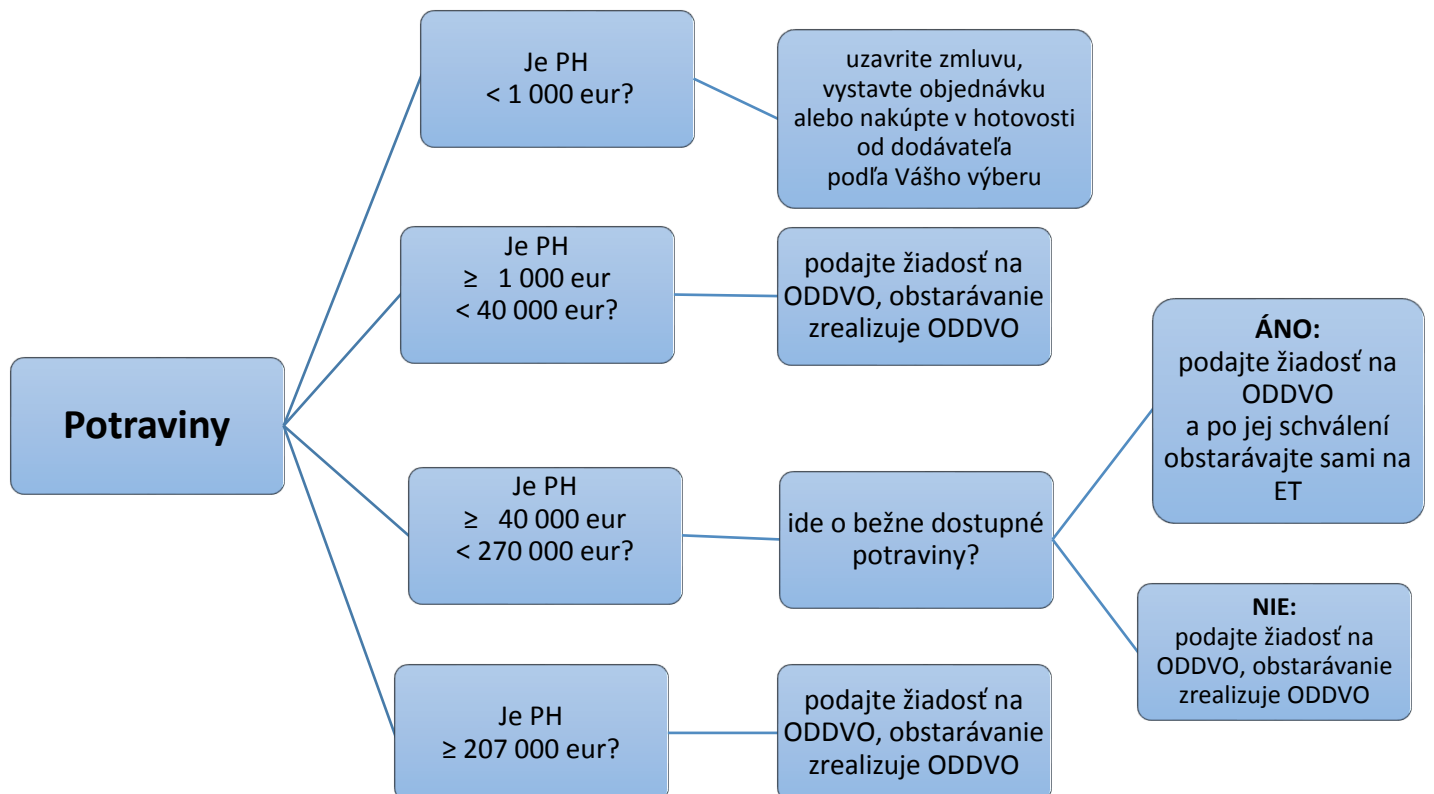 Potraviny
Je PH
< 1 000 eur?
uzavrite zmluvu,
vystavte objednávku
alebo nakúpte v hotovosti
od dodávateľa
podľa Vášho výberu
Je PH
≥ 1 000 eur
< 40 000 eur?
podajte žiadosť na
ODDVO, obstarávanie
zrealizuje ODDVO
Je PH
≥ 40 000 eur
< 270 000 eur?
ide o bežne dostupné
potraviny?
ÁNO:
podajte žiadosť na
ODDVO
a po jej schválení
obstarávajte sami na
ET
NIE:
podajte žiadosť na
ODDVO, obstarávanie
zrealizuje ODDVO
Je PH
≥ 207 000 eur?
podajte žiadosť na
ODDVO, obstarávanie
zrealizuje ODDVO